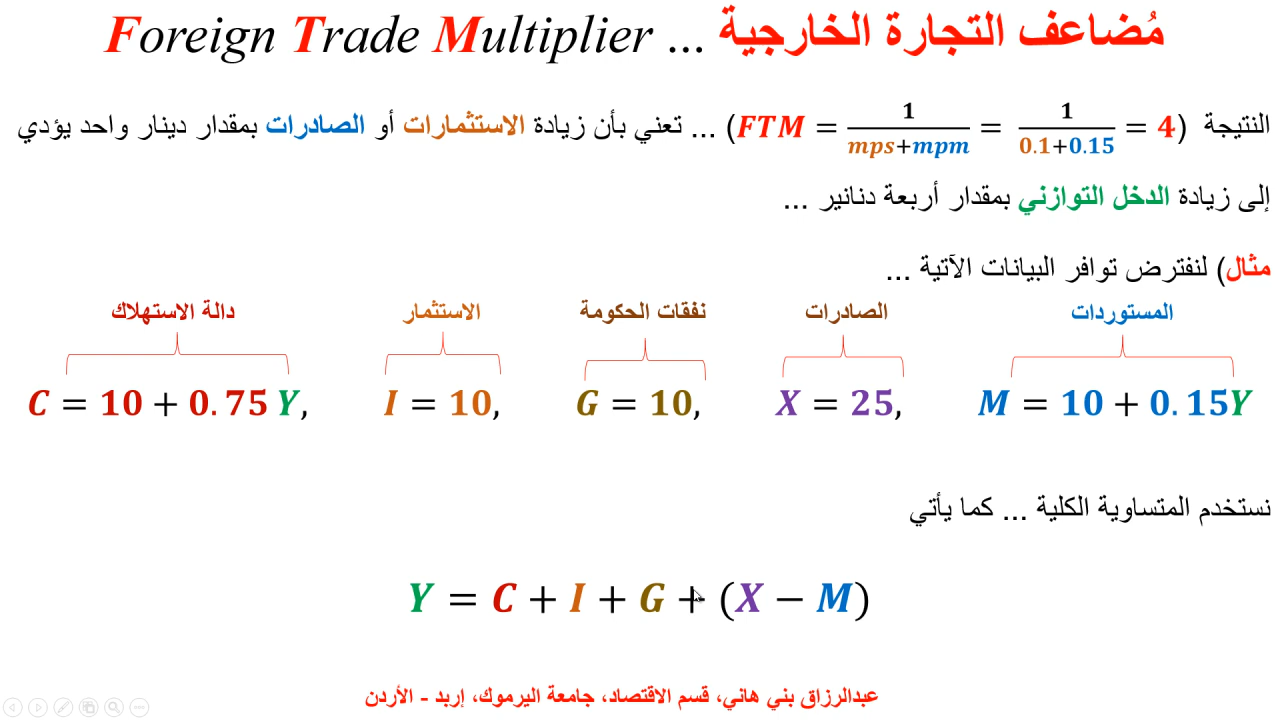 مُضاعف التجارة الخارجية ... Foreign Trade Multiplier
النتيجة (FTM = 1/(mps+mpm) = 1/(0.1+0.15) = 4) ... تعني بأن زيادة الاستثمارات أو الصادرات بمقدار دينار واحد يؤدي
إلى زيادة الدخل التوازني بمقدار أربعة دنانير ...
مثال) لنفترض توافر البيانات الآتية ...
دالة الاستهلاك الاستثمار نفقات الحكومة الصادرات المستوردات
C = 10 + 0.75 Y, I = 10, G = 10, X = 25, M = 10 + 0.15Y
نستخدم المتساوية الكلية ... كما يأتي
Y = C + I + G + (X − M)
عبدالرزاق بني هاني، قسم الاقتصاد، جامعة اليرموك، إربد - الأردن